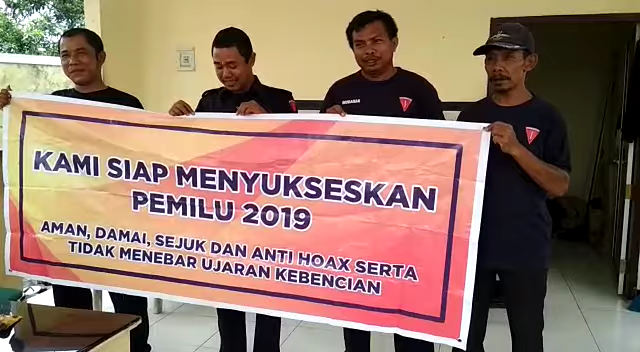 KAMI SIAP MENYUKSESKAN
PEMILU 2019
AMAN, DAMAI, SEJUK DAN ANTI HOAX SERTA
TIDAK MENEBAR UJARAN KEBENCIAN